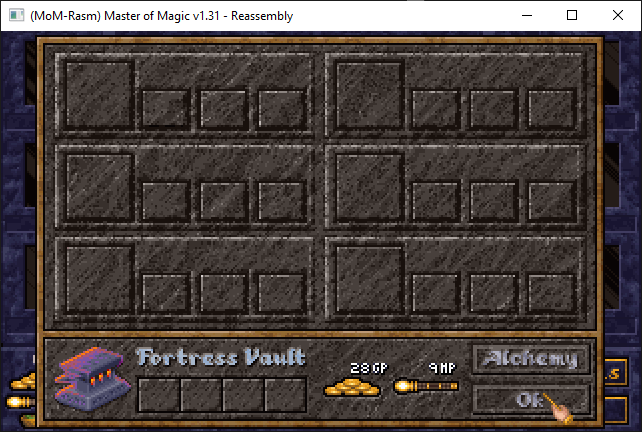 (MoM-Rasm) Master of Magic v1.31 - Reassembly
Fortress Vault
28GP
9MP
Alchemy
Ok